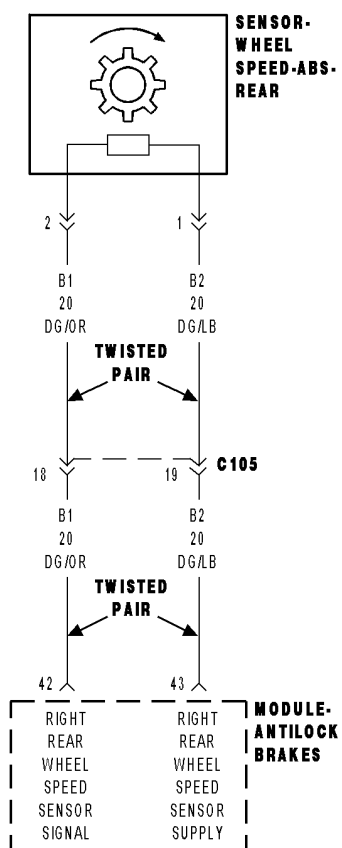 SENSOR-
WHEEL
SPEED-ABS-
REAR
2 1
B1 B2
20 20
DG/OR DG/LB
TWISTED
PAIR
18 19 C105
B1 B2
20 20
DG/OR DG/LB
TWISTED
PAIR
42 43
RIGHT RIGHT
REAR REAR
WHEEL WHEEL
SPEED SPEED
SENSOR SENSOR
SIGNAL SUPPLY
MODULE-
ANTILOCK
BRAKES